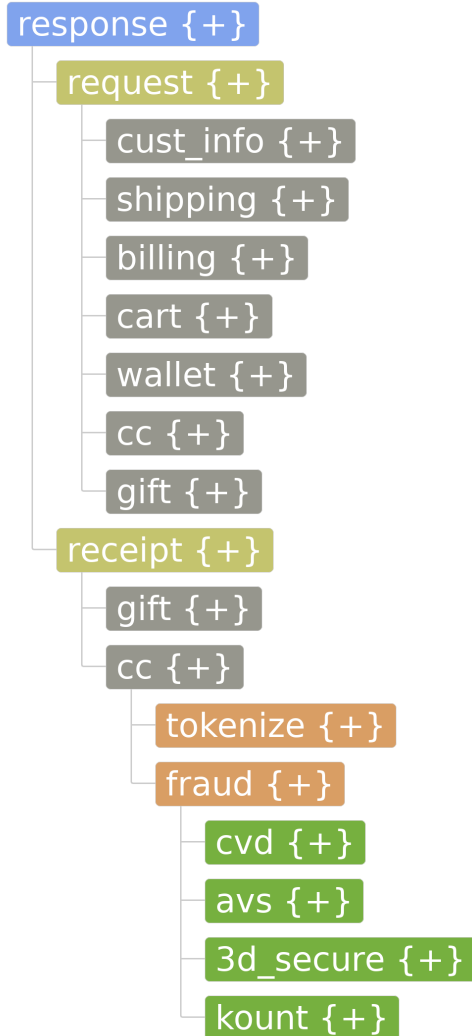 response {+}
request {+}
cust_info {+}
shipping {+}
billing {+}
cart {+}
wallet {+}
cc {+}
gift {+}
receipt {+}
gift {+}
cc {+}
tokenize {+}
fraud {+}
cvd {+}
avs {+}
3d_secure {+}
kount {+}